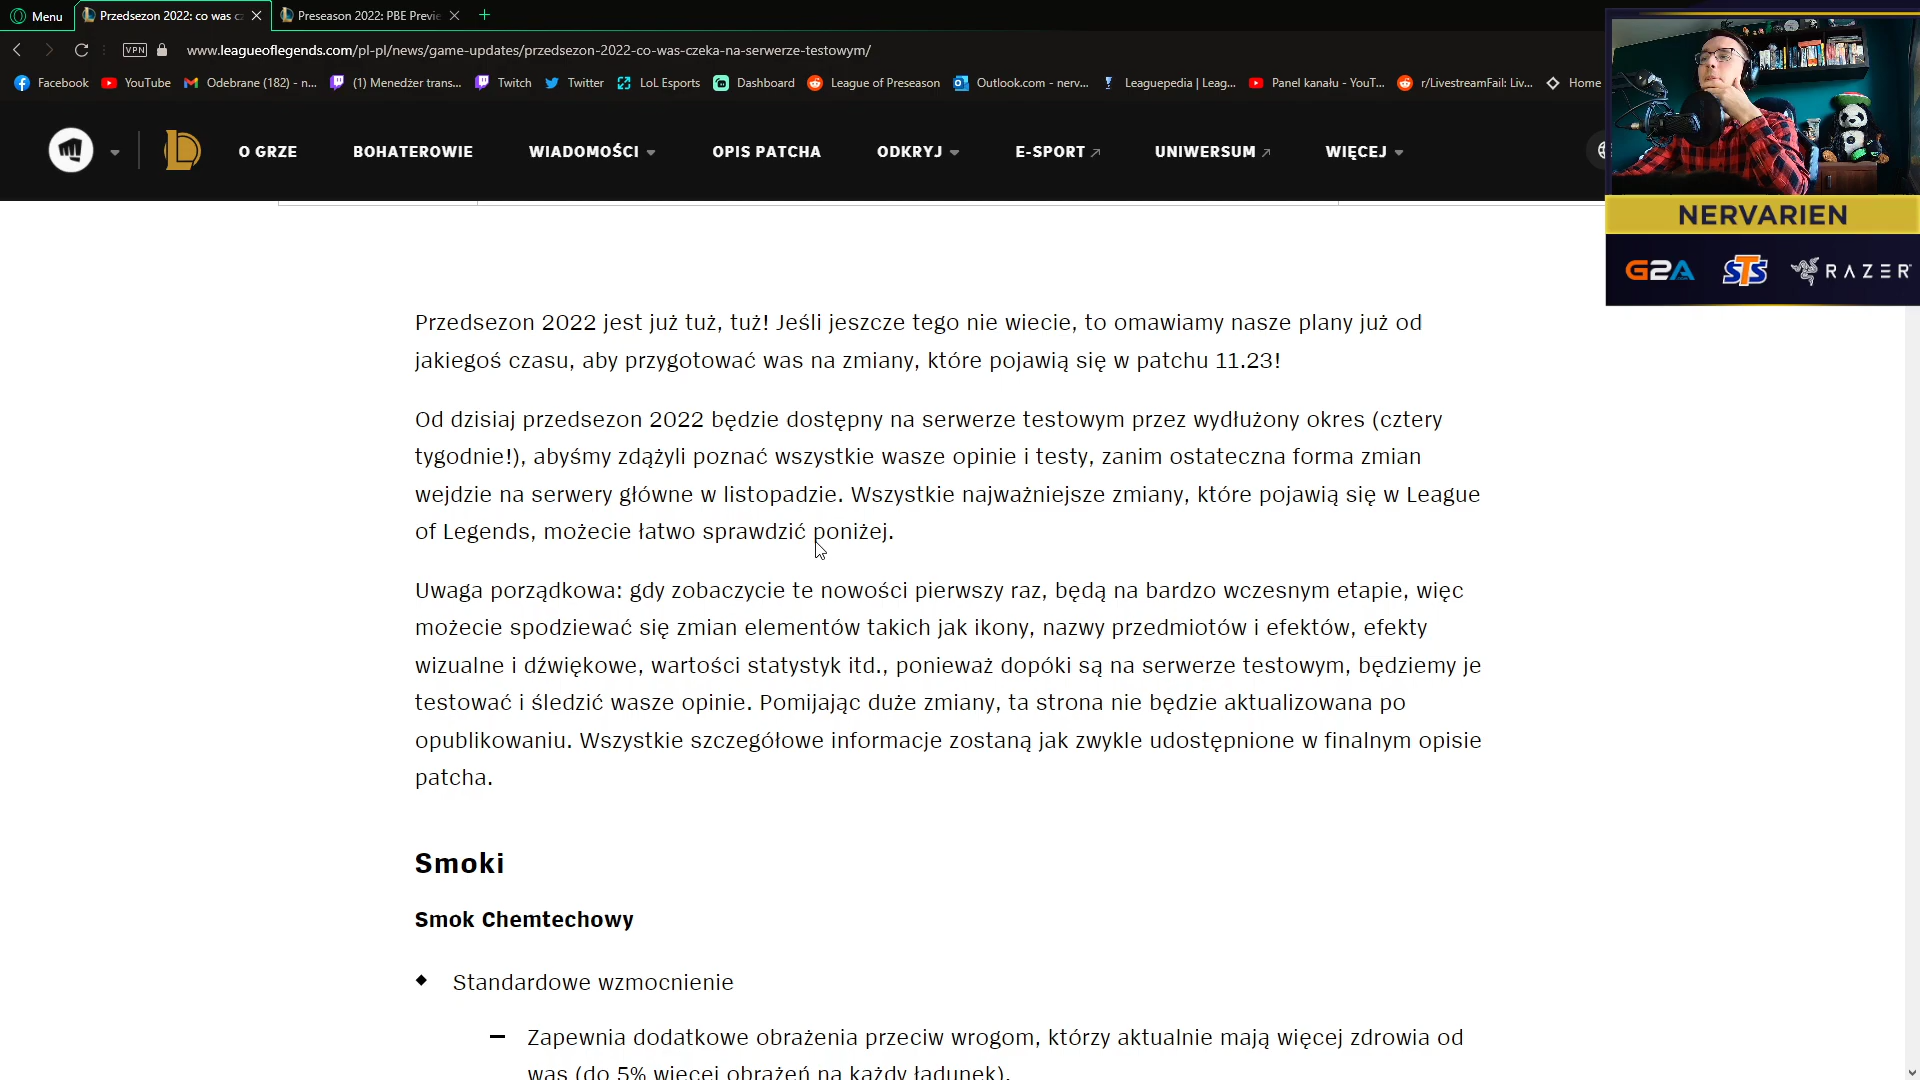 Menu
Przedsezon 2022: co was cz
Preseason 2022: PBE Previe
VPN
www.leagueoflegends.com/pl-pl/news/game-updates/przedsezon-2022-co-was-czeka-na-serwerze-testowym/
Facebook
YouTube
Odebrane (182) - n...
(1) Menedżer trans...
Twitch
Twitter
LoL Esports
Dashboard
League of Preseason
Outlook.com - nerv...
Leaguepedia | Leag...
Panel kanału - YouT...
r/LivestreamFail: Liv...
Home
O GRZE
BOHATEROWIE
WIADOMOŚCI
OPIS PATCHA
ODKRYJ
E-SPORT
UNIWERSUM
WIĘCEJ
NERVARIEN
G2A
STS
RAZER
Przedsezon 2022 jest już tuż, tuż! Jeśli jeszcze tego nie wiecie, to omawiamy nasze plany już od
jakiegoś czasu, aby przygotować was na zmiany, które pojawią się w patchu 11.23!
Od dzisiaj przedsezon 2022 będzie dostępny na serwerze testowym przez wydłużony okres (cztery
tygodnie!), abyśmy zdążyli poznać wszystkie wasze opinie i testy, zanim ostateczna forma zmian
wejdzie na serwery główne w listopadzie. Wszystkie najważniejsze zmiany, które pojawią się w League
of Legends, możecie łatwo sprawdzić poniżej.
Uwaga porządkowa: gdy zobaczycie te nowości pierwszy raz, będą na bardzo wczesnym etapie, więc
możecie spodziewać się zmian elementów takich jak ikony, nazwy przedmiotów i efektów, efekty
wizualne i dźwiękowe, wartości statystyk itd., ponieważ dopóki są na serwerze testowym, będziemy je
testować i śledzić wasze opinie. Pomijając duże zmiany, ta strona nie będzie aktualizowana po
opublikowaniu. Wszystkie szczegółowe informacje zostaną jak zwykle udostępnione w finalnym opisie
patcha.
Smoki
Smok Chemtechowy
Standardowe wzmocnienie
Zapewnia dodatkowe obrażenia przeciw wrogom, którzy aktualnie mają więcej zdrowia od
was (do 5% więcej obrażeń na każdy ładunek).